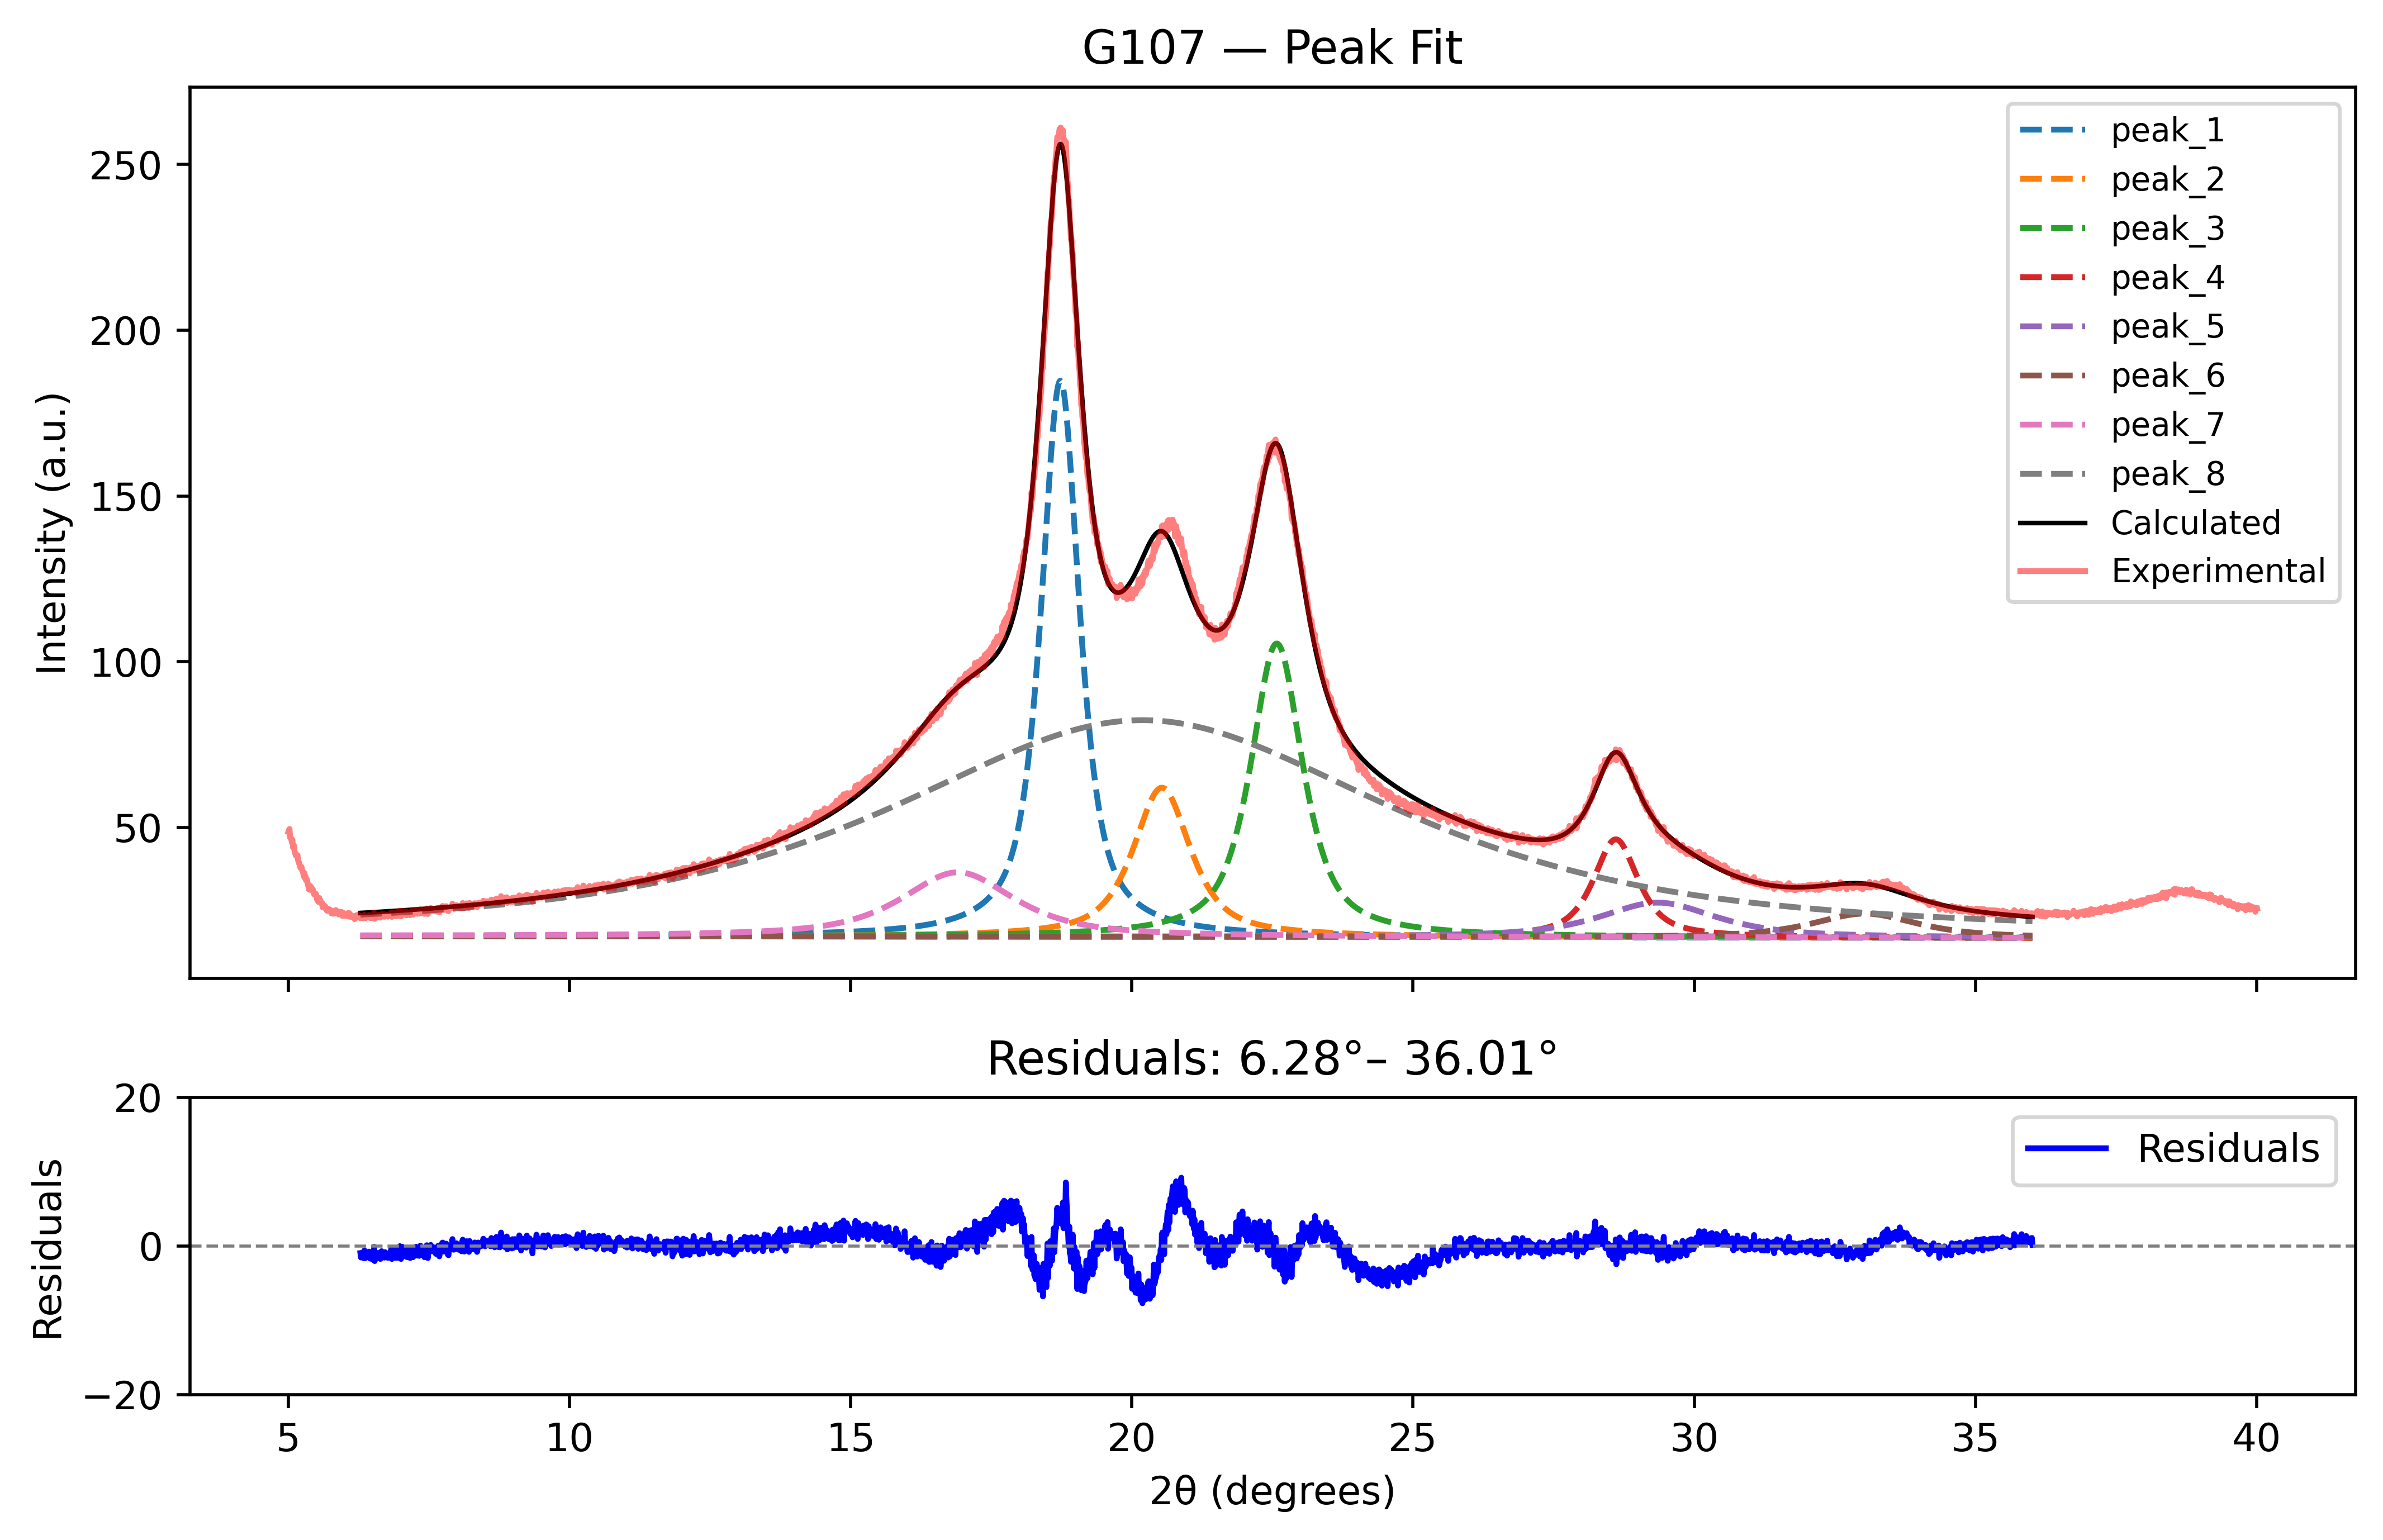 G107 — Peak Fit
Intensity (a.u.)
250
200
150
100
50
peak_1
peak_2
peak_3
peak_4
peak_5
peak_6
peak_7
peak_8
Calculated
Experimental
Residuals: 6.28°– 36.01°
Residuals
20
0
−20
Residuals
5 10 15 20 25 30 35 40
2θ (degrees)